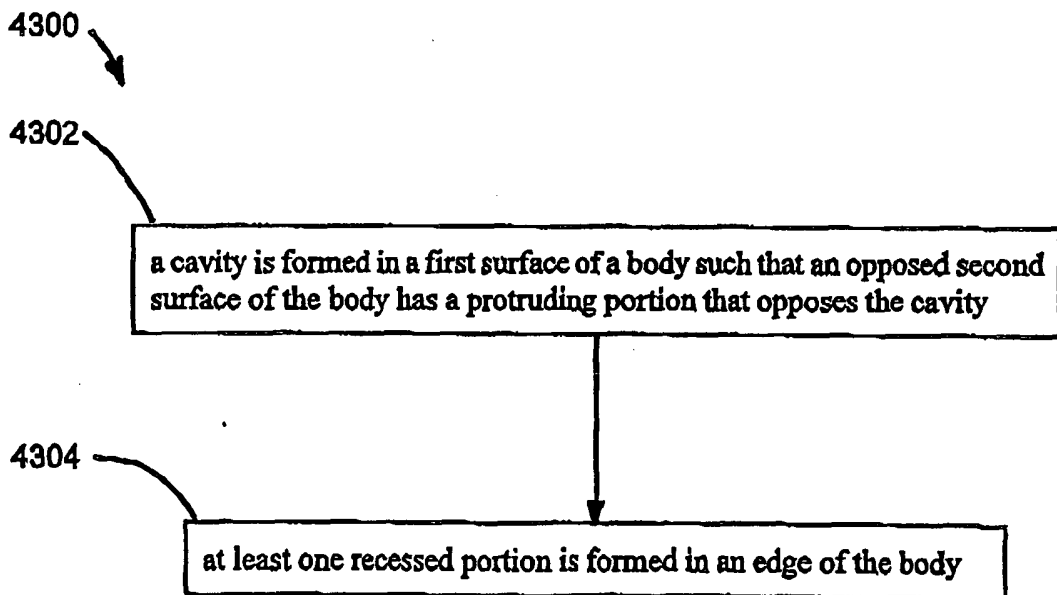 4300
4302
a cavity is formed in a first surface of a body such that an opposed second
surface of the body has a protruding portion that opposes the cavity
4304
at least one recessed portion is formed in an edge of the body